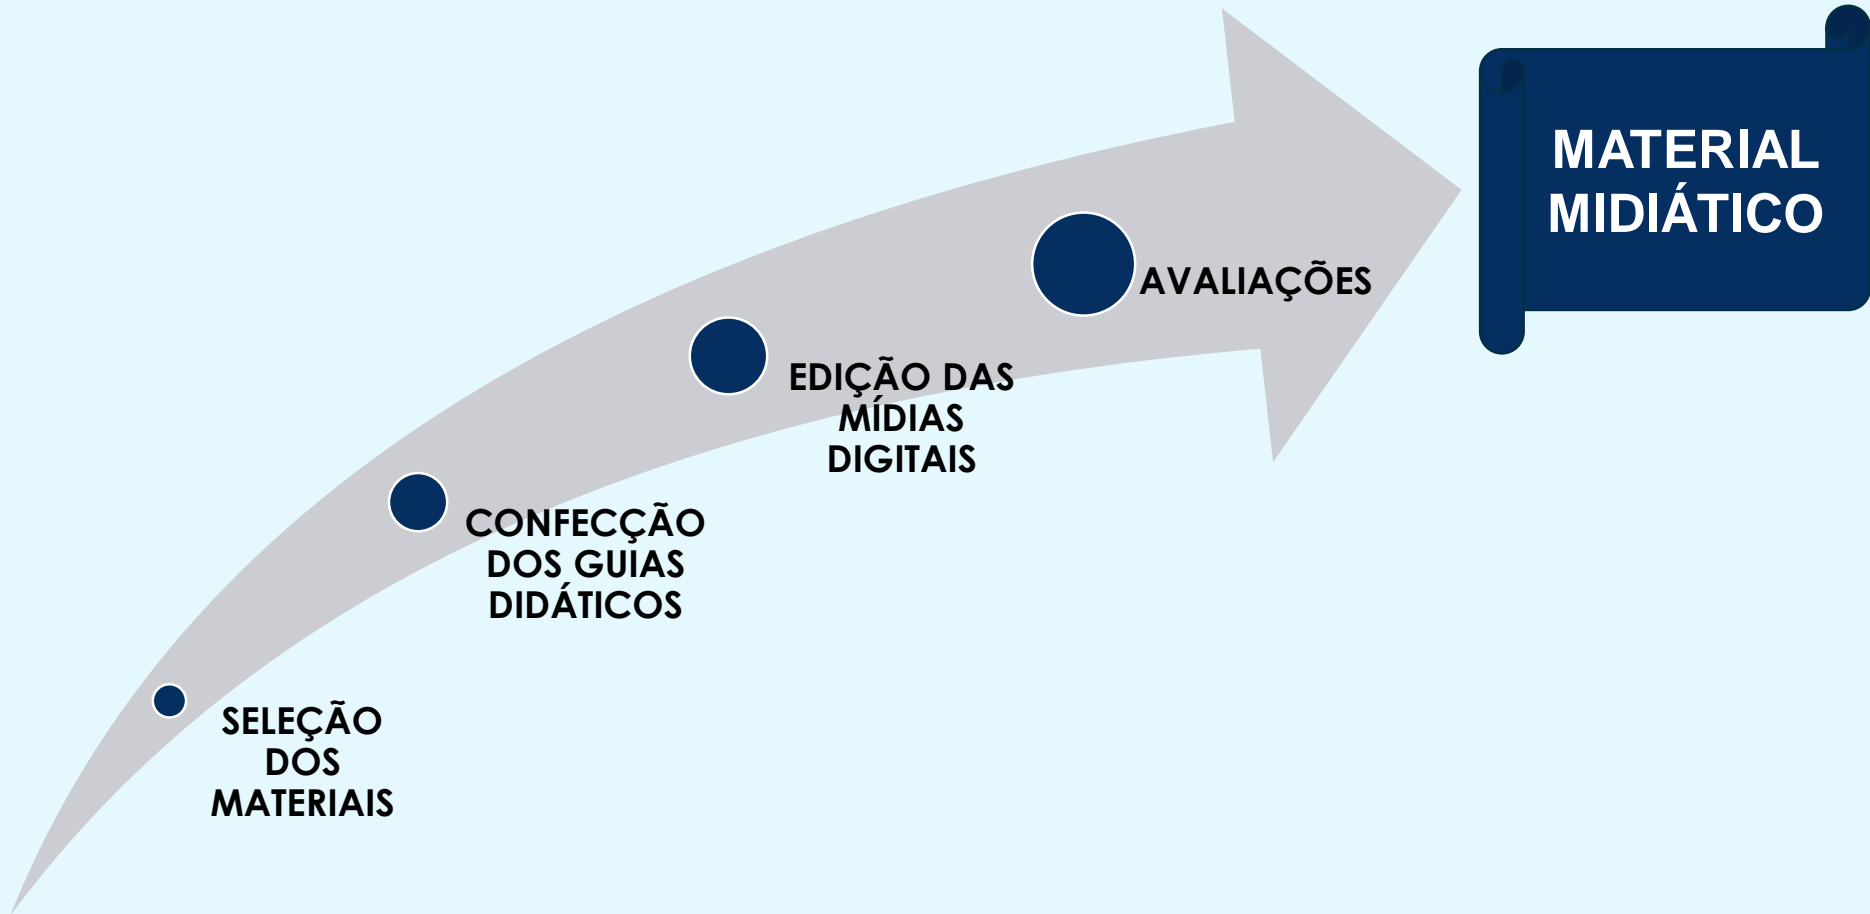 SELEÇÃO
DOS
MATERIAIS
CONFECÇÃO
DOS GUIAS
DIDÁTICOS
EDIÇÃO DAS
MÍDIAS
DIGITAIS
AVALIAÇÕES
MATERIAL
MIDIÁTICO